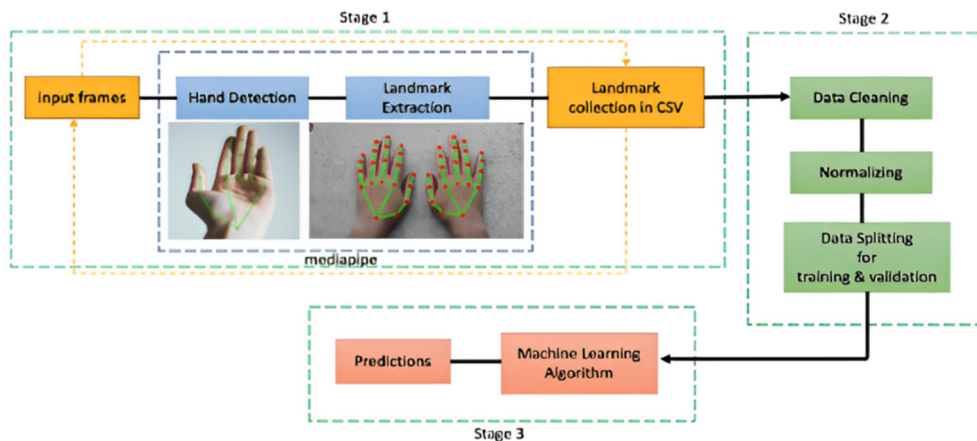 Stage 1
Stage 2
Input frames
Hand Detection
Landmark
Extraction
Landmark
collection in CSV
Data Cleaning
Normalizing
Data Splitting
for
training & validation
mediapipe
Predictions
Machine Learning
Algorithm
Stage 3